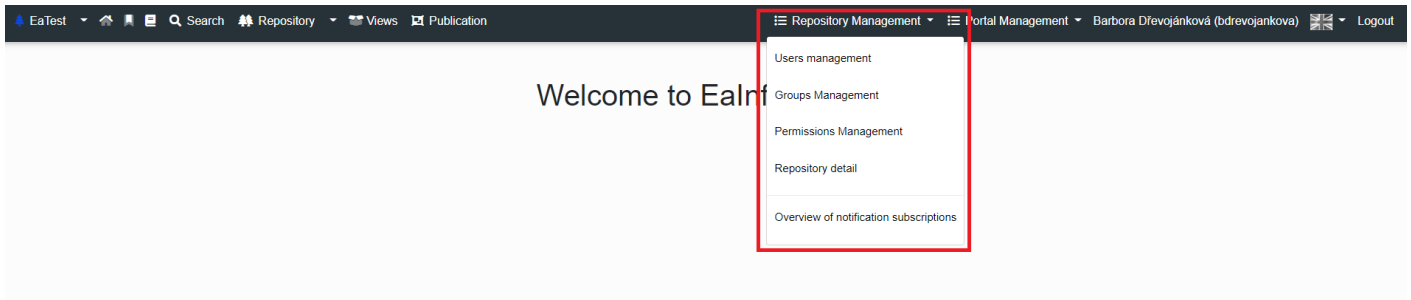 EaTest Search Repository Views Publication Repository Management Portal Management Barbora Dřevojánková (bdrevojankova) Logout
Users management
Welcome to EaInf
Groups Management
Permissions Management
Repository detail
Overview of notification subscriptions